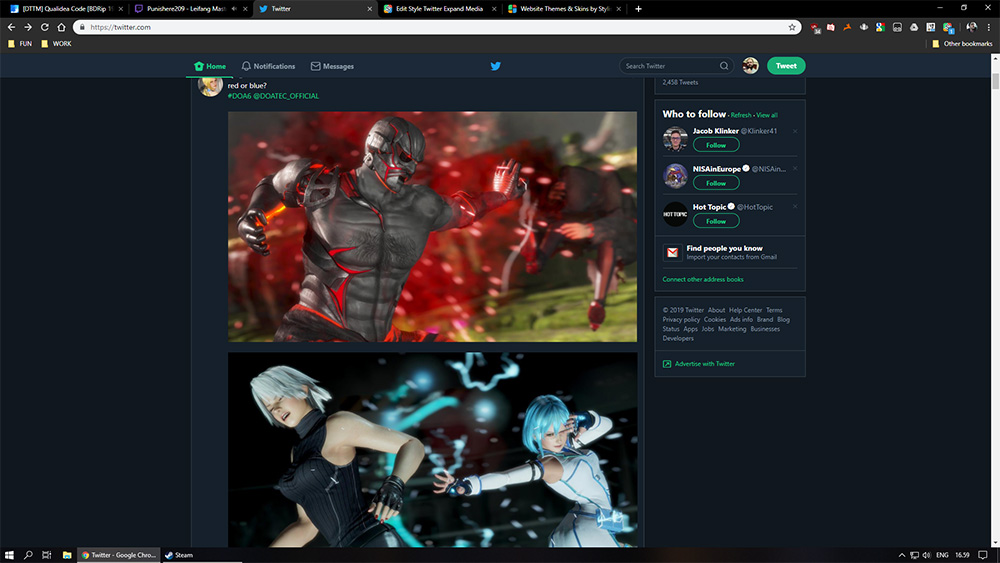 [DTTM] Qualidea Code [BDRip 19
Punishere209 - Leifang Mast
Twitter
Edit Style Twitter Expand Media
Website Themes & Skins by Styli
https://twitter.com
FUN
WORK
Other bookmarks
Home
Notifications
Messages
Search Twitter
Tweet
red or blue?
#DOA6 @DOATEC_OFFICIAL
2,458 Tweets
Who to follow · Refresh · View all
Jacob Klinker @Klinker41
Follow
NISAinEurope @NISAin...
Follow
Hot Topic @HotTopic
Follow
HOT TOPIC
Find people you know
Import your contacts from Gmail
Connect other address books
© 2019 Twitter About Help Center Terms
Privacy policy Cookies Ads info Brand Blog
Status Apps Jobs Marketing Businesses
Developers
Advertise with Twitter
Twitter - Google Chro...
Steam
ENG
16.59